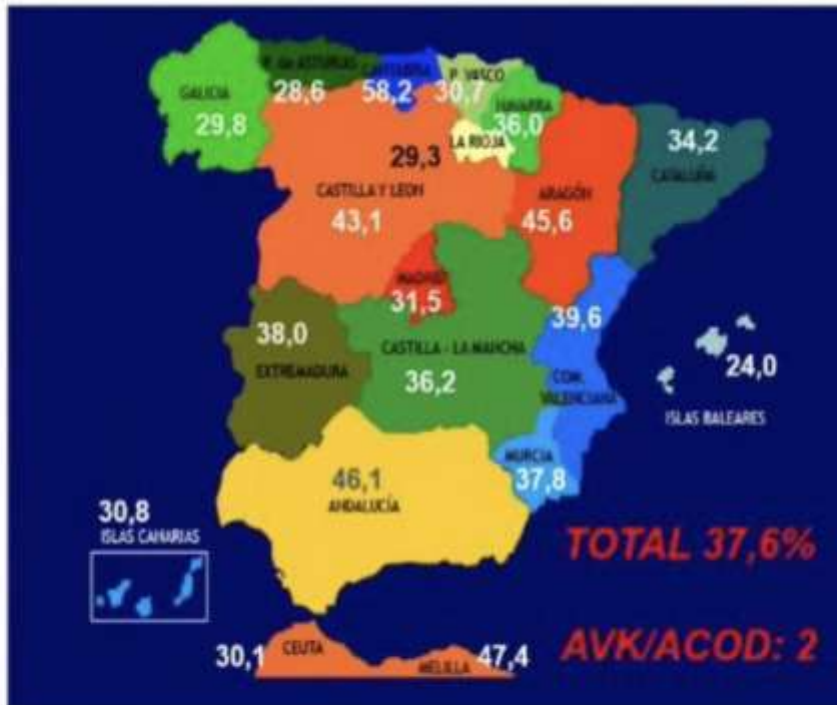 P. de ASTURIAS
CANTABRIA
P. VASCO
GALICIA
28,6
58,2
30,7
NAVARRA
29,8
36,0
34,2
LA RIOJA
29,3
CATALUÑA
CASTILLA Y LEON
ARAGÓN
43,1
45,6
MADRID
31,5
39,6
38,0
CASTILLA - LA MANCHA
24,0
EXTREMADURA
36,2
COM.
VALENCIANA
ISLAS BALEARES
MURCIA
46,1
37,8
ANDALUCÍA
30,8
ISLAS CANARIAS
TOTAL 37,6%
CEUTA
30,1
47,4
MELILLA
AVK/ACOD: 2